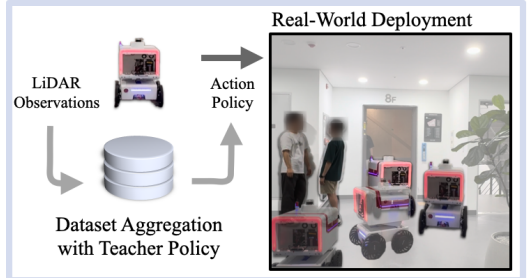 Real-World Deployment
LiDAR
Observations
Action
Policy
8F
Dataset Aggregation
with Teacher Policy